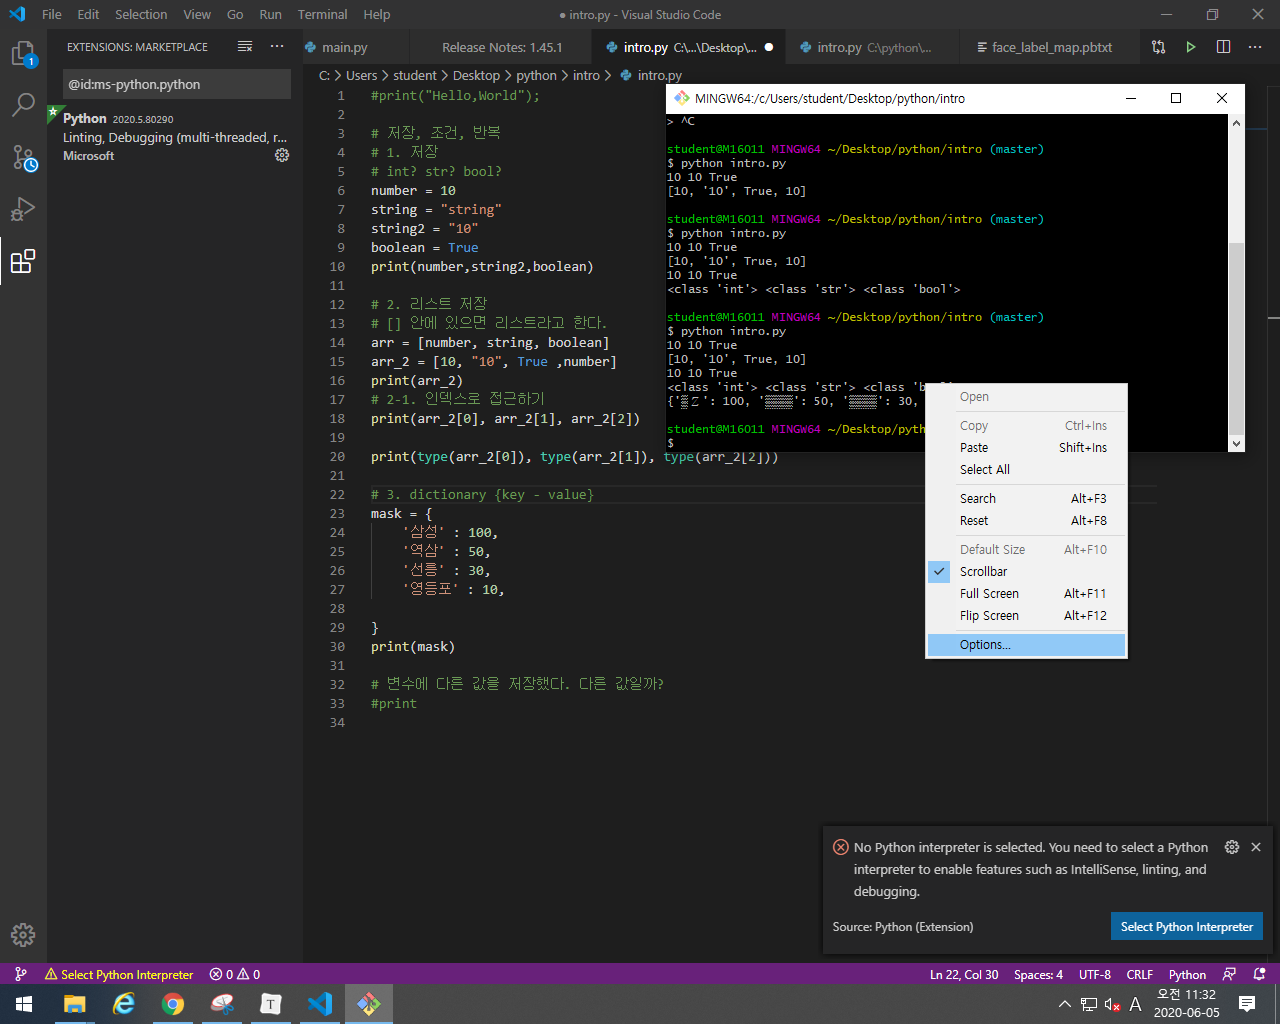 File Edit Selection View Go Run Terminal Help
● intro.py - Visual Studio Code
EXTENSIONS: MARKETPLACE
@id:ms-python.python
Python 2020.5.80290
Linting, Debugging (multi-threaded, r...
Microsoft
main.py
Release Notes: 1.45.1
intro.py C:\...\Desktop\... ●
intro.py C:\python\...
face_label_map.pbtxt
C: > Users > student > Desktop > python > intro > intro.py
1 #print("Hello,World");
2
3 # 저장, 조건, 반복
4 # 1. 저장
5 # int? str? bool?
6 number = 10
7 string = "string"
8 string2 = "10"
9 boolean = True
10 print(number,string2,boolean)
11
12 # 2. 리스트 저장
13 # [] 안에 있으면 리스트라고 한다.
14 arr = [number, string, boolean]
15 arr_2 = [10, "10", True ,number]
16 print(arr_2)
17 # 2-1. 인덱스로 접근하기
18 print(arr_2[0], arr_2[1], arr_2[2])
19
20 print(type(arr_2[0]), type(arr_2[1]), type(arr_2[2]))
21
22 # 3. dictionary {key - value}
23 mask = {
24 '삼성' : 100,
25 '역삼' : 50,
26 '선릉' : 30,
27 '영등포' : 10,
28
29 }
30 print(mask)
31
32 # 변수에 다른 값을 저장했다. 다른 값일까?
33 #print
34
MINGW64:/c/Users/student/Desktop/python/intro
> ^C
student@M16011 MINGW64 ~/Desktop/python/intro (master)
$ python intro.py
10 10 True
[10, '10', True, 10]
student@M16011 MINGW64 ~/Desktop/python/intro (master)
$ python intro.py
10 10 True
[10, '10', True, 10]
10 10 True
<class 'int'> <class 'str'> <class 'bool'>
student@M16011 MINGW64 ~/Desktop/python/intro (master)
$ python intro.py
10 10 True
[10, '10', True, 10]
10 10 True
<class 'int'> <class 'str'> <class
': 100, ' ': 50, ' ': 30,
student@M16011 MINGW64 ~/Desktop/pyth
$
Open
Copy Ctrl+Ins
Paste Shift+Ins
Select All
Search Alt+F3
Reset Alt+F8
Default Size Alt+F10
Scrollbar
Full Screen Alt+F11
Flip Screen Alt+F12
Options...
No Python interpreter is selected. You need to select a Python
interpreter to enable features such as IntelliSense, linting, and
debugging.
Source: Python (Extension)
Select Python Interpreter
Select Python Interpreter 0 0
Ln 22, Col 30 Spaces: 4 UTF-8 CRLF Python
A
오전 11:32
2020-06-05